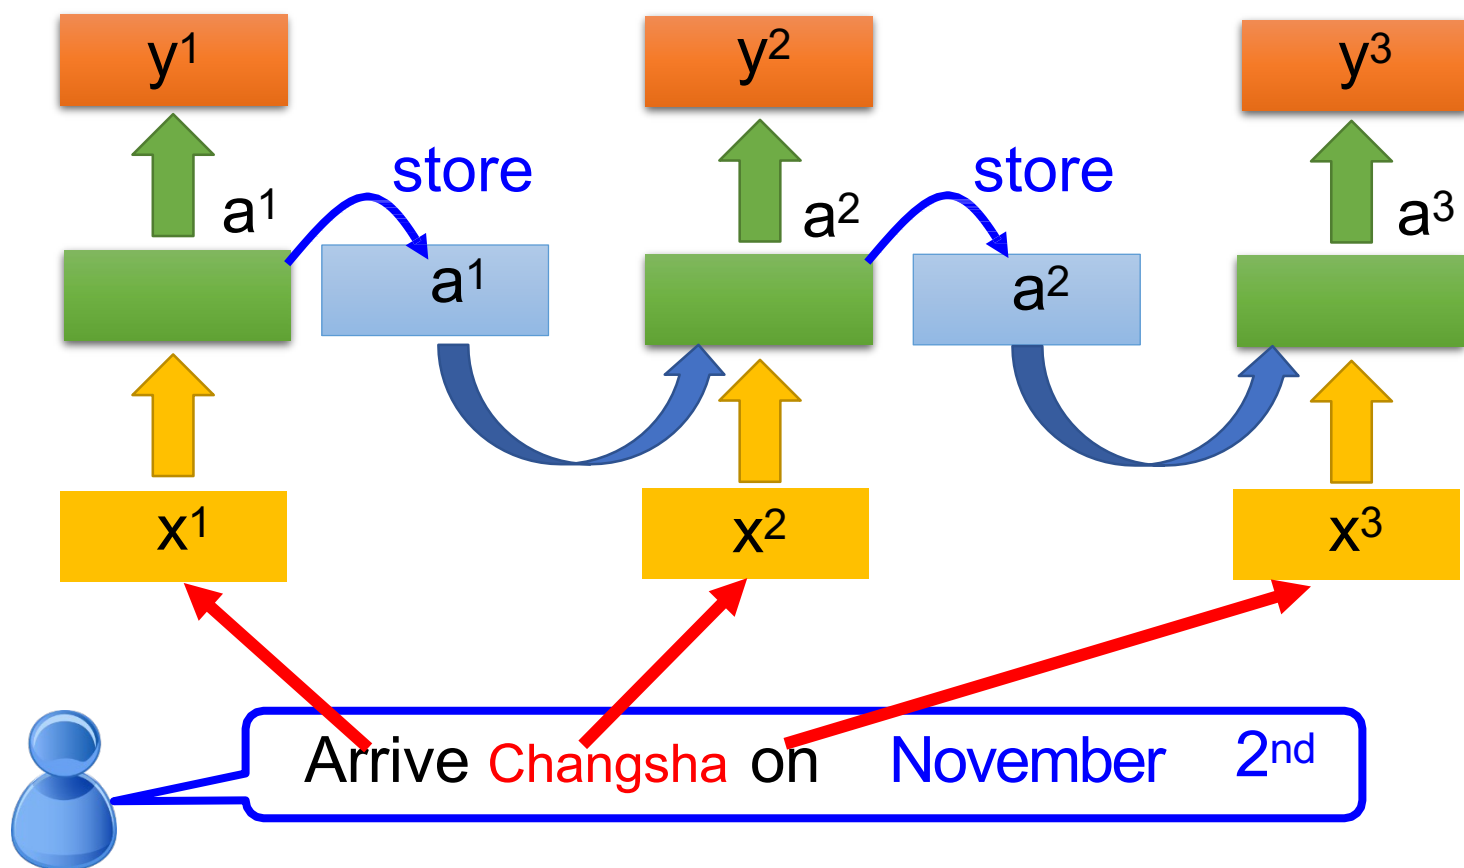 y¹ y² y³
store store
a¹ a² a³
a¹ a²
x¹ x² x³
Arrive Changsha on November 2ⁿᵈ